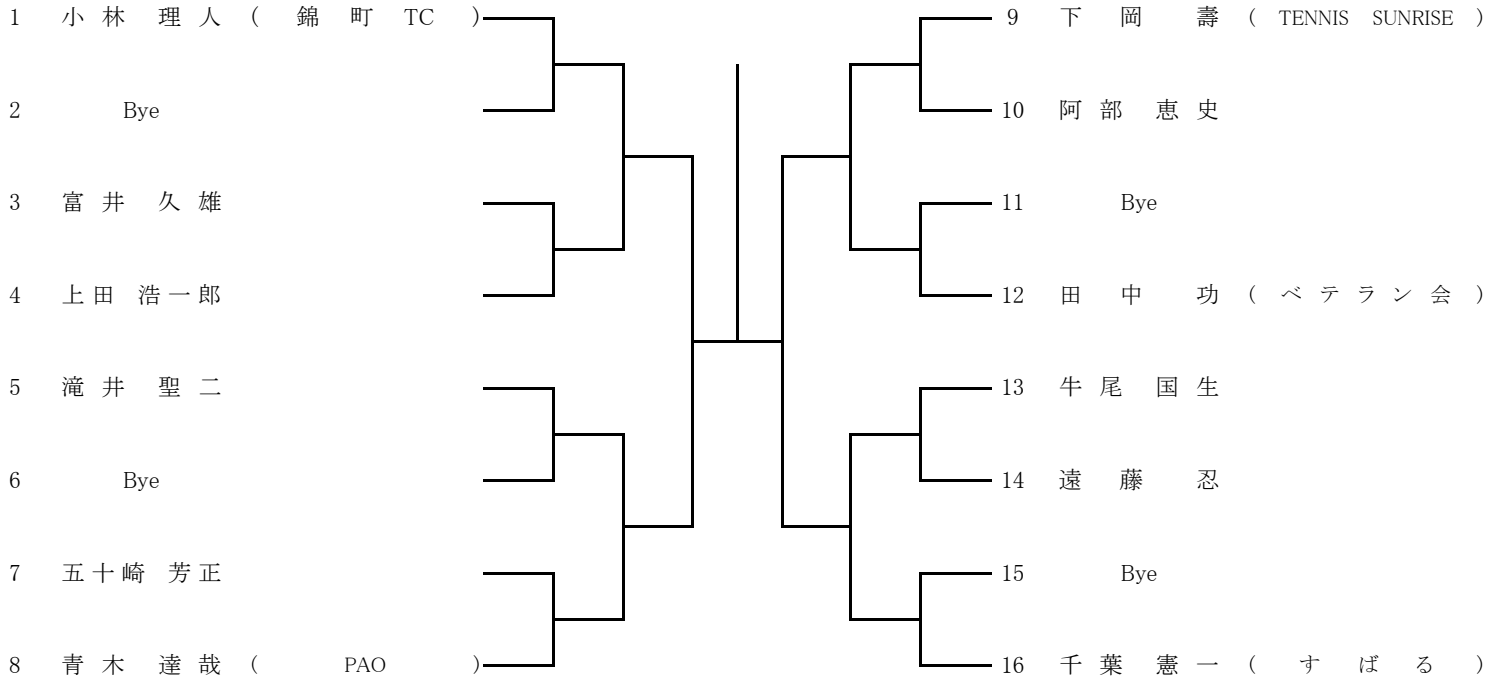 1 小林 理人 ( 錦町 TC )
2 Bye
3 富井 久雄
4 上田 浩一郎
5 滝井 聖二
6 Bye
7 五十崎 芳正
8 青木 達哉 ( PAO )
9 下岡 壽 ( TENNIS SUNRISE )
10 阿部 恵史
11 Bye
12 田中 功 ( ベテラン会 )
13 牛尾 国生
14 遠藤 忍
15 Bye
16 千葉 憲一 ( すばる )